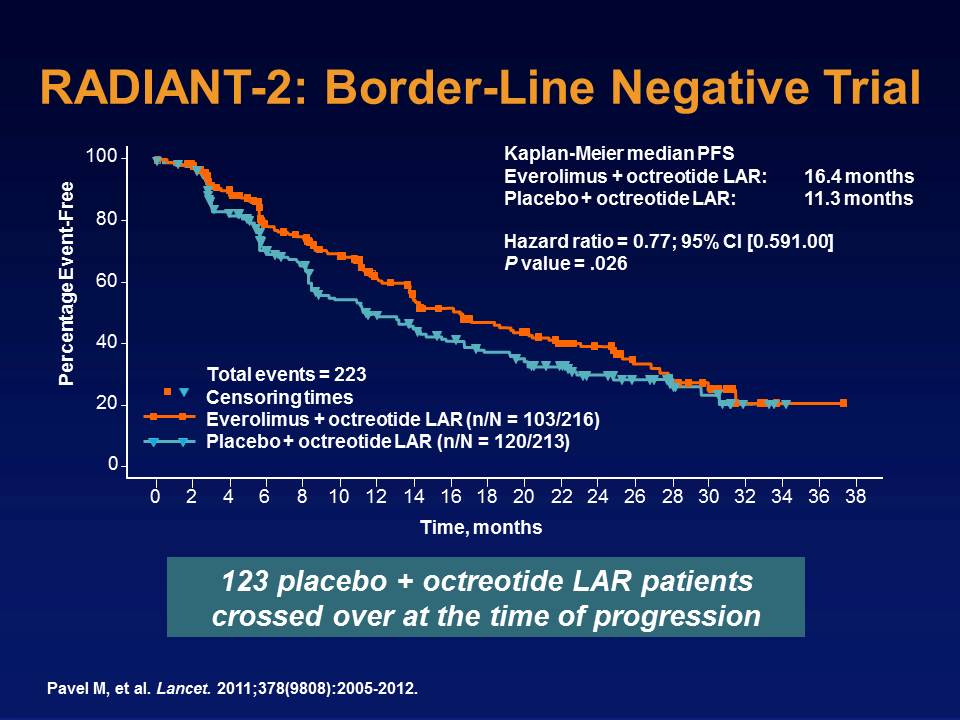 RADIANT-2: Border-Line Negative Trial
Kaplan-Meier median PFS
Everolimus + octreotide LAR: 16.4 months
Placebo + octreotide LAR: 11.3 months
Hazard ratio = 0.77; 95% CI [0.591.00]
P value = .026
Percentage Event-Free
100
80
60
40
20
0
Total events = 223
Censoring times
Everolimus + octreotide LAR (n/N = 103/216)
Placebo + octreotide LAR (n/N = 120/213)
0 2 4 6 8 10 12 14 16 18 20 22 24 26 28 30 32 34 36 38
Time, months
123 placebo + octreotide LAR patients
crossed over at the time of progression
Pavel M, et al. Lancet. 2011;378(9808):2005-2012.